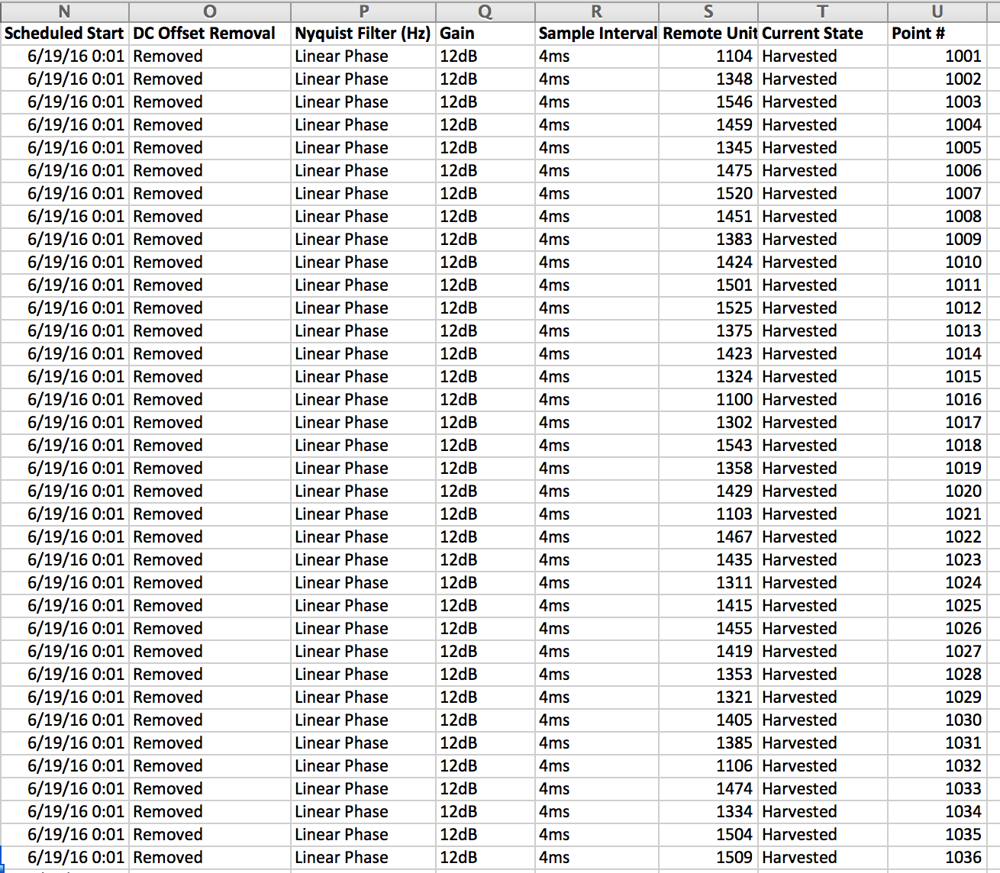 N O P Q R S T U
Scheduled Start DC Offset Removal Nyquist Filter (Hz) Gain Sample Interval Remote Unit Current State Point #
6/19/16 0:01 Removed Linear Phase 12dB 4ms 1104 Harvested 1001
6/19/16 0:01 Removed Linear Phase 12dB 4ms 1348 Harvested 1002
6/19/16 0:01 Removed Linear Phase 12dB 4ms 1546 Harvested 1003
6/19/16 0:01 Removed Linear Phase 12dB 4ms 1459 Harvested 1004
6/19/16 0:01 Removed Linear Phase 12dB 4ms 1345 Harvested 1005
6/19/16 0:01 Removed Linear Phase 12dB 4ms 1475 Harvested 1006
6/19/16 0:01 Removed Linear Phase 12dB 4ms 1520 Harvested 1007
6/19/16 0:01 Removed Linear Phase 12dB 4ms 1451 Harvested 1008
6/19/16 0:01 Removed Linear Phase 12dB 4ms 1383 Harvested 1009
6/19/16 0:01 Removed Linear Phase 12dB 4ms 1424 Harvested 1010
6/19/16 0:01 Removed Linear Phase 12dB 4ms 1501 Harvested 1011
6/19/16 0:01 Removed Linear Phase 12dB 4ms 1525 Harvested 1012
6/19/16 0:01 Removed Linear Phase 12dB 4ms 1375 Harvested 1013
6/19/16 0:01 Removed Linear Phase 12dB 4ms 1423 Harvested 1014
6/19/16 0:01 Removed Linear Phase 12dB 4ms 1324 Harvested 1015
6/19/16 0:01 Removed Linear Phase 12dB 4ms 1100 Harvested 1016
6/19/16 0:01 Removed Linear Phase 12dB 4ms 1302 Harvested 1017
6/19/16 0:01 Removed Linear Phase 12dB 4ms 1543 Harvested 1018
6/19/16 0:01 Removed Linear Phase 12dB 4ms 1358 Harvested 1019
6/19/16 0:01 Removed Linear Phase 12dB 4ms 1429 Harvested 1020
6/19/16 0:01 Removed Linear Phase 12dB 4ms 1103 Harvested 1021
6/19/16 0:01 Removed Linear Phase 12dB 4ms 1467 Harvested 1022
6/19/16 0:01 Removed Linear Phase 12dB 4ms 1435 Harvested 1023
6/19/16 0:01 Removed Linear Phase 12dB 4ms 1311 Harvested 1024
6/19/16 0:01 Removed Linear Phase 12dB 4ms 1415 Harvested 1025
6/19/16 0:01 Removed Linear Phase 12dB 4ms 1455 Harvested 1026
6/19/16 0:01 Removed Linear Phase 12dB 4ms 1419 Harvested 1027
6/19/16 0:01 Removed Linear Phase 12dB 4ms 1353 Harvested 1028
6/19/16 0:01 Removed Linear Phase 12dB 4ms 1321 Harvested 1029
6/19/16 0:01 Removed Linear Phase 12dB 4ms 1405 Harvested 1030
6/19/16 0:01 Removed Linear Phase 12dB 4ms 1385 Harvested 1031
6/19/16 0:01 Removed Linear Phase 12dB 4ms 1106 Harvested 1032
6/19/16 0:01 Removed Linear Phase 12dB 4ms 1474 Harvested 1033
6/19/16 0:01 Removed Linear Phase 12dB 4ms 1334 Harvested 1034
6/19/16 0:01 Removed Linear Phase 12dB 4ms 1504 Harvested 1035
6/19/16 0:01 Removed Linear Phase 12dB 4ms 1509 Harvested 1036